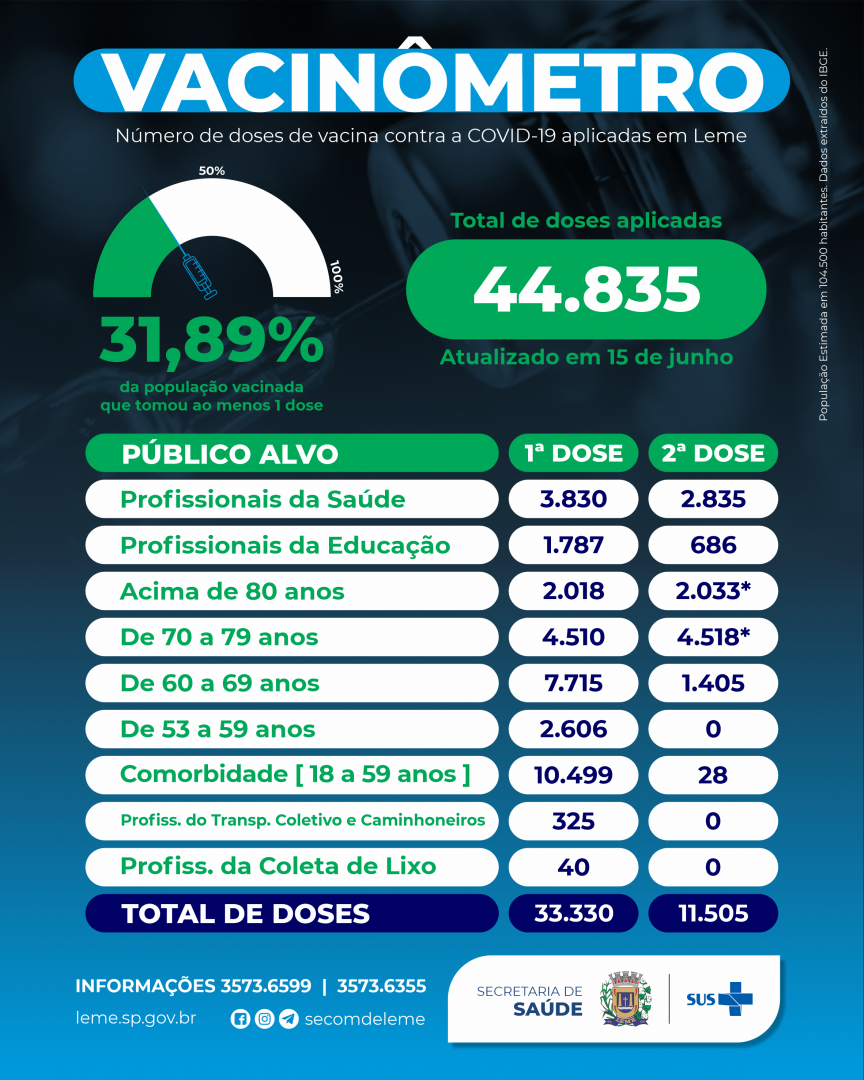 VACINÔMETRO
Número de doses de vacina contra a COVID-19 aplicadas em Leme
População Estimada em 104.500 habitantes. Dados extraídos do IBGE.
50%
100%
31,89%
da população vacinada
que tomou ao menos 1 dose
Total de doses aplicadas
44.835
Atualizado em 15 de junho
PÚBLICO ALVO 1ª DOSE 2ª DOSE
Profissionais da Saúde 3.830 2.835
Profissionais da Educação 1.787 686
Acima de 80 anos 2.018 2.033*
De 70 a 79 anos 4.510 4.518*
De 60 a 69 anos 7.715 1.405
De 53 a 59 anos 2.606 0
Comorbidade [ 18 a 59 anos ] 10.499 28
Profiss. do Transp. Coletivo e Caminhoneiros 325 0
Profiss. da Coleta de Lixo 40 0
TOTAL DE DOSES 33.330 11.505
INFORMAÇÕES 3573.6599 | 3573.6355
leme.sp.gov.br secomdeleme
SECRETARIA DE
SAÚDE
SUS